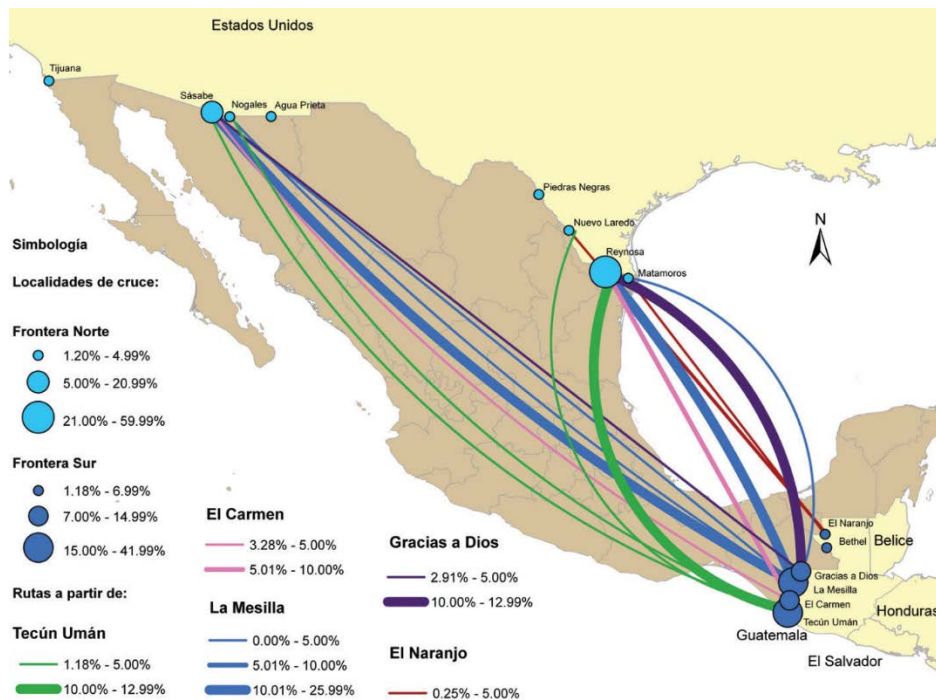 Estados Unidos
Tijuana
Sásabe
Nogales
Agua Prieta
Piedras Negras
Nuevo Laredo
Reynosa
Matamoros
N
El Naranjo
Bethel
Belice
Gracias a Dios
La Mesilla
El Carmen
Tecún Umán
Guatemala
Honduras
El Salvador
Simbología
Localidades de cruce:
Frontera Norte
1.20% - 4.99%
5.00% - 20.99%
21.00% - 59.99%
Frontera Sur
1.18% - 6.99%
7.00% - 14.99%
15.00% - 41.99%
Rutas a partir de:
Tecún Umán
1.18% - 5.00%
10.00% - 12.99%
El Carmen
3.28% - 5.00%
5.01% - 10.00%
La Mesilla
0.00% - 5.00%
5.01% - 10.00%
10.01% - 25.99%
Gracias a Dios
2.91% - 5.00%
10.00% - 12.99%
El Naranjo
0.25% - 5.00%